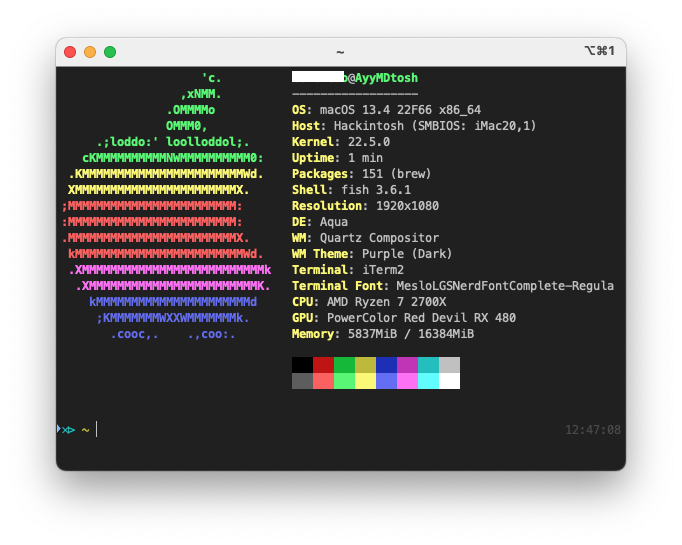 ~ ⌥⌘1
'c. o@AyyMDtosh
,xNMM. ------------------
.OMMMMo OS: macOS 13.4 22F66 x86_64
OMMM0, Host: Hackintosh (SMBIOS: iMac20,1)
.;loddo:' loolloddol;. Kernel: 22.5.0
cKMMMMMMMMMMNWMMMMMMMMMM0: Uptime: 1 min
.KMMMMMMMMMMMMMMMMMMMMMMMWd. Packages: 151 (brew)
XMMMMMMMMMMMMMMMMMMMMMMMX. Shell: fish 3.6.1
;MMMMMMMMMMMMMMMMMMMMMMMM: Resolution: 1920x1080
:MMMMMMMMMMMMMMMMMMMMMMMM: DE: Aqua
.MMMMMMMMMMMMMMMMMMMMMMMMX. WM: Quartz Compositor
kMMMMMMMMMMMMMMMMMMMMMMMMWd. WM Theme: Purple (Dark)
.XMMMMMMMMMMMMMMMMMMMMMMMMMMk Terminal: iTerm2
.XMMMMMMMMMMMMMMMMMMMMMMMMK. Terminal Font: MesloLGSNerdFontComplete-Regula
kMMMMMMMMMMMMMMMMMMMMMMd CPU: AMD Ryzen 7 2700X
;KMMMMMMMWXXWMMMMMMMk. GPU: PowerColor Red Devil RX 480
.cooc,. .,coo:. Memory: 5837MiB / 16384MiB
⋊> ~ 12:47:08